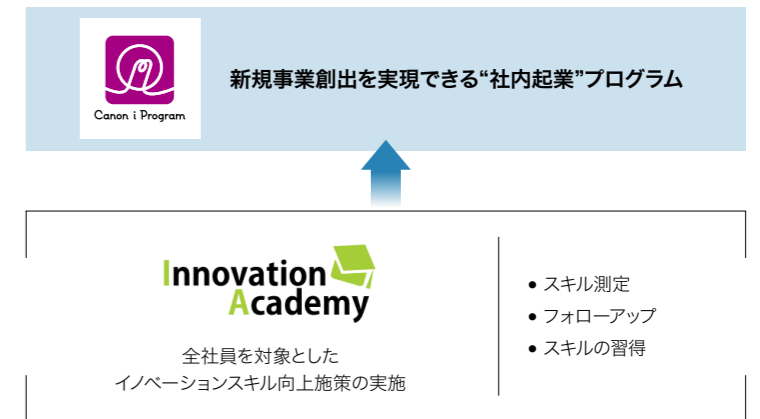 Canon i Program
新規事業創出を実現できる“社内起業”プログラム
Innovation
Academy
全社員を対象とした
イノベーションスキル向上施策の実施
● スキル測定
● フォローアップ
● スキルの習得